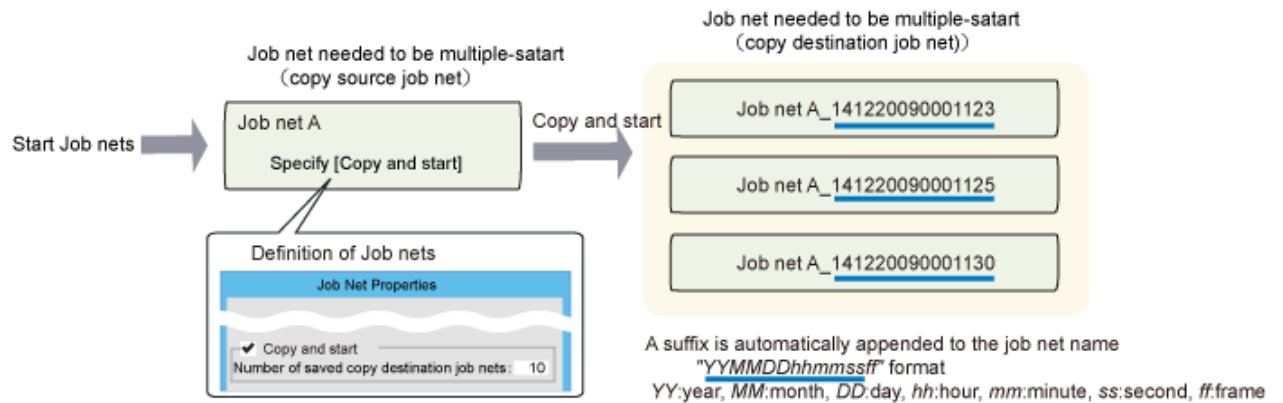 Job net needed to be multiple-satart
（copy source job net）
Start Job nets
Job net A
Specify [Copy and start]
Definition of Job nets
Job Net Properties
Copy and start
Number of saved copy destination job nets: 10
Copy and start
Job net needed to be multiple-satart
（copy destination job net)）
Job net A_141220090001123
Job net A_141220090001125
Job net A_141220090001130
A suffix is automatically appended to the job net name
"YYMMDDhhmmssff" format
YY:year, MM:month, DD:day, hh:hour, mm:minute, ss:second, ff:frame